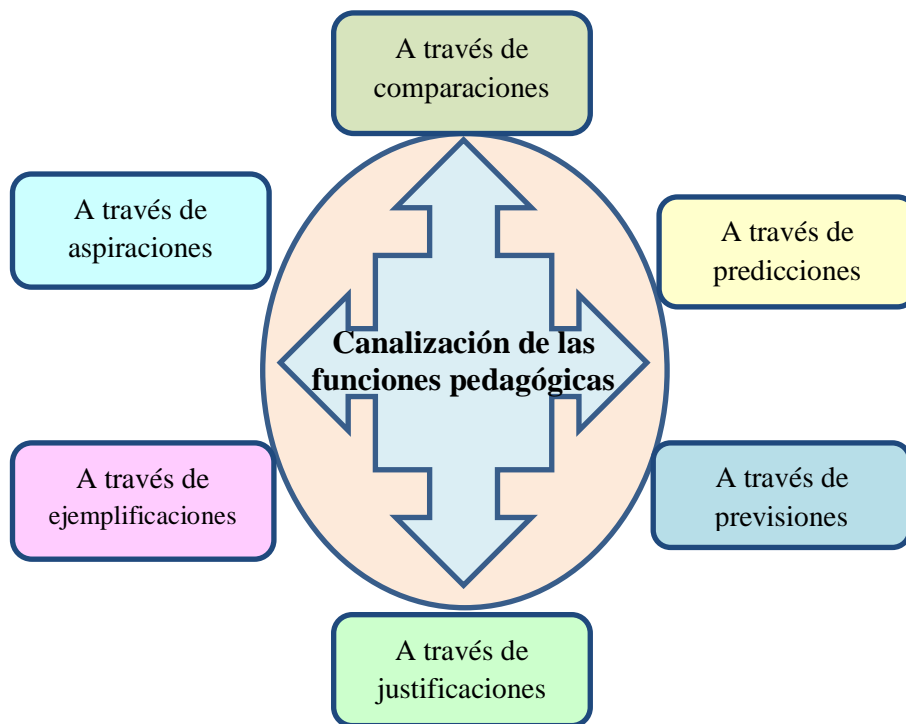 A través de
comparaciones
A través de
aspiraciones
A través de
predicciones
Canalización de las
funciones pedagógicas
A través de
ejemplificaciones
A través de
previsiones
A través de
justificaciones